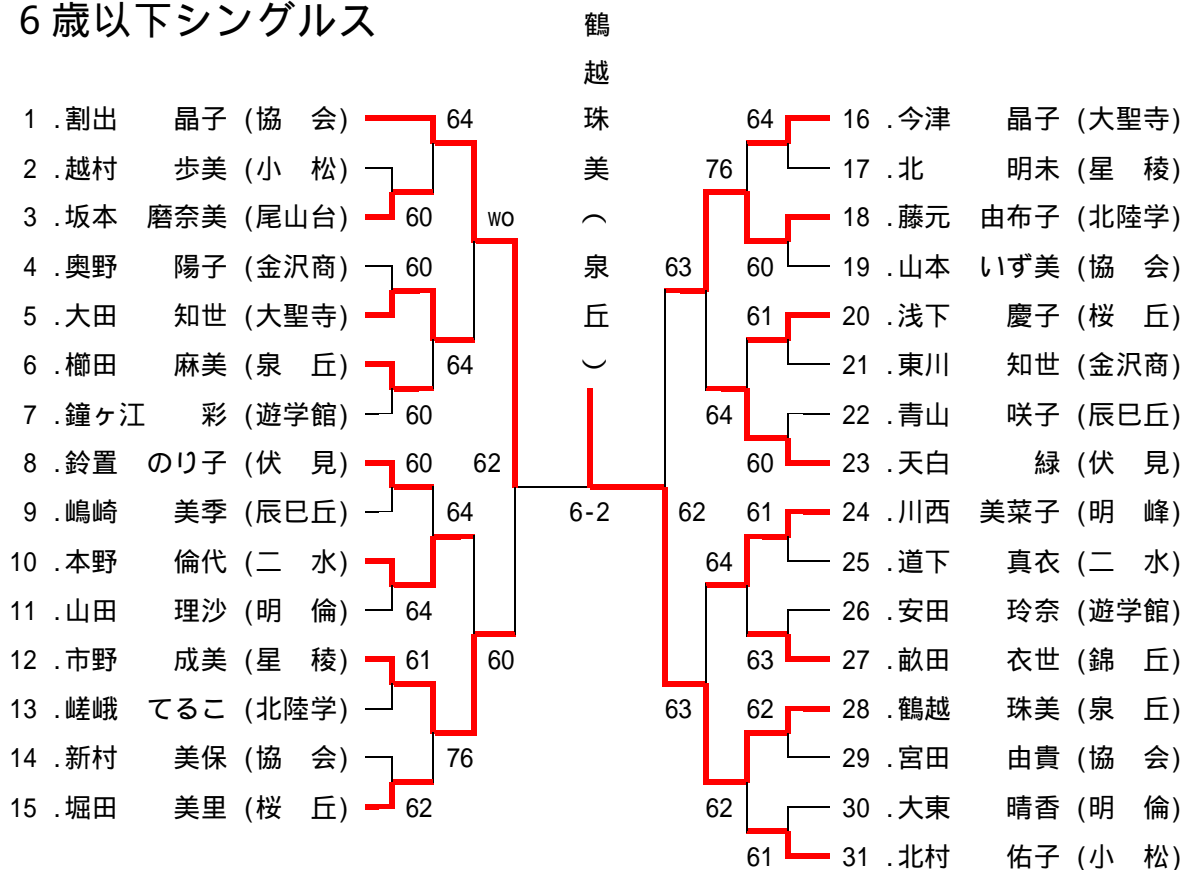 6歳以下シングルス
鶴越珠美（泉丘）
1 .割出 晶子 (協 会)
2 .越村 歩美 (小 松)
3 .坂本 磨奈美 (尾山台)
4 .奥野 陽子 (金沢商)
5 .大田 知世 (大聖寺)
6 .櫛田 麻美 (泉 丘)
7 .鐘ヶ江 彩 (遊学館)
8 .鈴置 のり子 (伏 見)
9 .嶋崎 美季 (辰巳丘)
10 .本野 倫代 (二 水)
11 .山田 理沙 (明 倫)
12 .市野 成美 (星 稜)
13 .嵯峨 てるこ (北陸学)
14 .新村 美保 (協 会)
15 .堀田 美里 (桜 丘)
64
60
wo
60
64
60
60
62
64
64
61
60
76
62
6-2
64
76
63
60
61
64
60
62
61
64
63
63
62
62
61
16 .今津 晶子 (大聖寺)
17 .北 明未 (星 稜)
18 .藤元 由布子 (北陸学)
19 .山本 いず美 (協 会)
20 .浅下 慶子 (桜 丘)
21 .東川 知世 (金沢商)
22 .青山 咲子 (辰巳丘)
23 .天白 緑 (伏 見)
24 .川西 美菜子 (明 峰)
25 .道下 真衣 (二 水)
26 .安田 玲奈 (遊学館)
27 .畝田 衣世 (錦 丘)
28 .鶴越 珠美 (泉 丘)
29 .宮田 由貴 (協 会)
30 .大東 晴香 (明 倫)
31 .北村 佑子 (小 松)